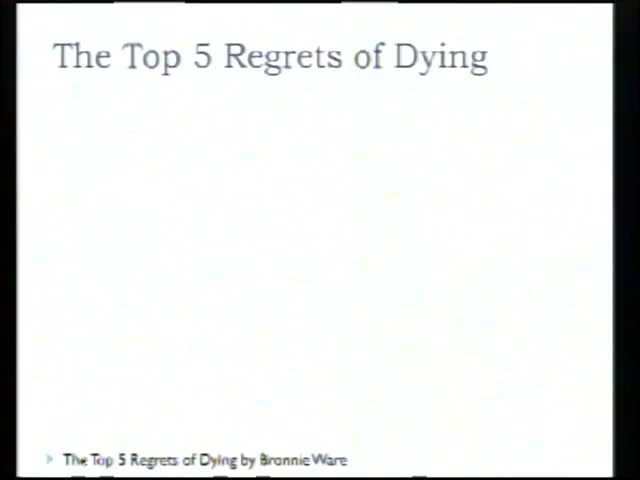 The Top 5 Regrets of Dying
The Top 5 Regrets of Dying by Bronnie Ware